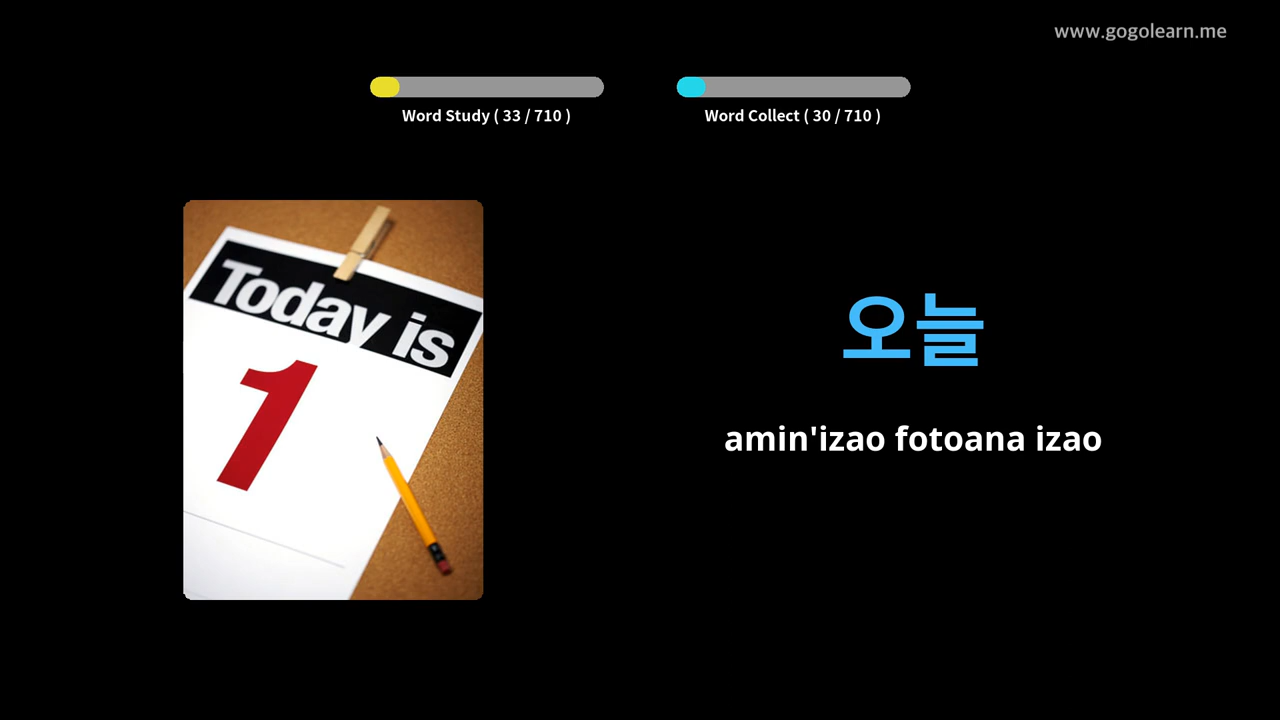 www.gogolearn.me
Word Study ( 33 / 710 )
Word Collect ( 30 / 710 )
Today is
1
오늘
amin'izao fotoana izao